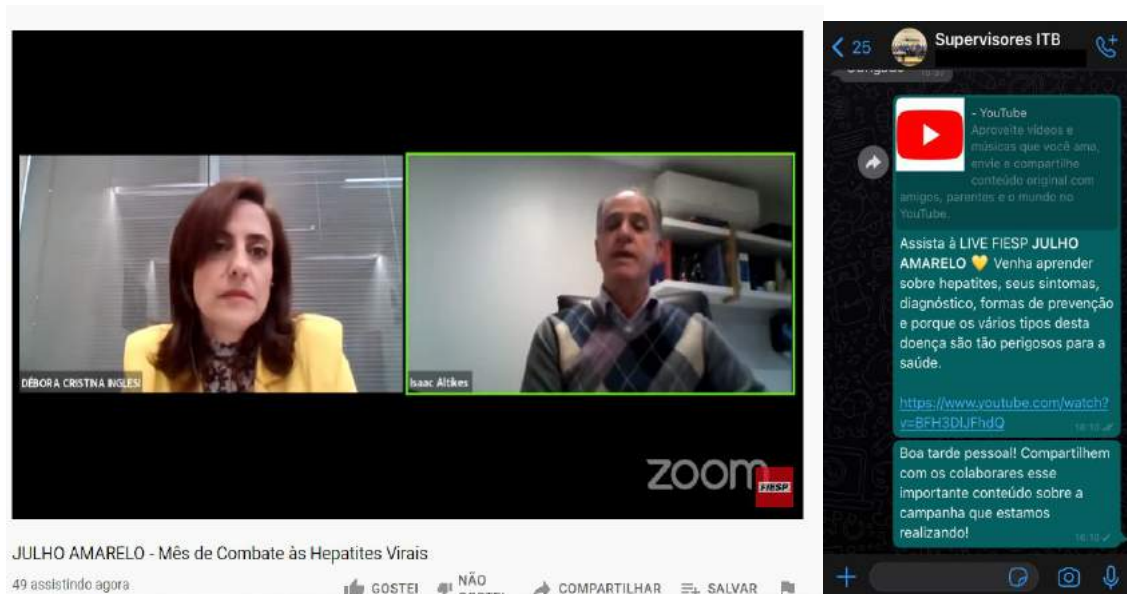 DÉBORA CRISTINA INGLESI
Isaac Altikes
zoom
FIESP
JULHO AMARELO - Mês de Combate às Hepatites Virais
49 assistindo agora
GOSTEI
NÃO
COMPARTILHAR
SALVAR
25
Supervisores ITB
- YouTube
Aproveite vídeos e
músicas que você ama,
envie e compartilhe
conteúdo original com
amigos, parentes e o mundo no
YouTube.
Assista à LIVE FIESP JULHO
AMARELO 💛 Venha aprender
sobre hepatites, seus sintomas,
diagnóstico, formas de prevenção
e porque os vários tipos desta
doença são tão perigosos para a
saúde.
https://www.youtube.com/watch?
v=BFH3DlJFhdQ
16:10
Boa tarde pessoal! Compartilhem
com os colaborares esse
importante conteúdo sobre a
campanha que estamos
realizando!
16:10